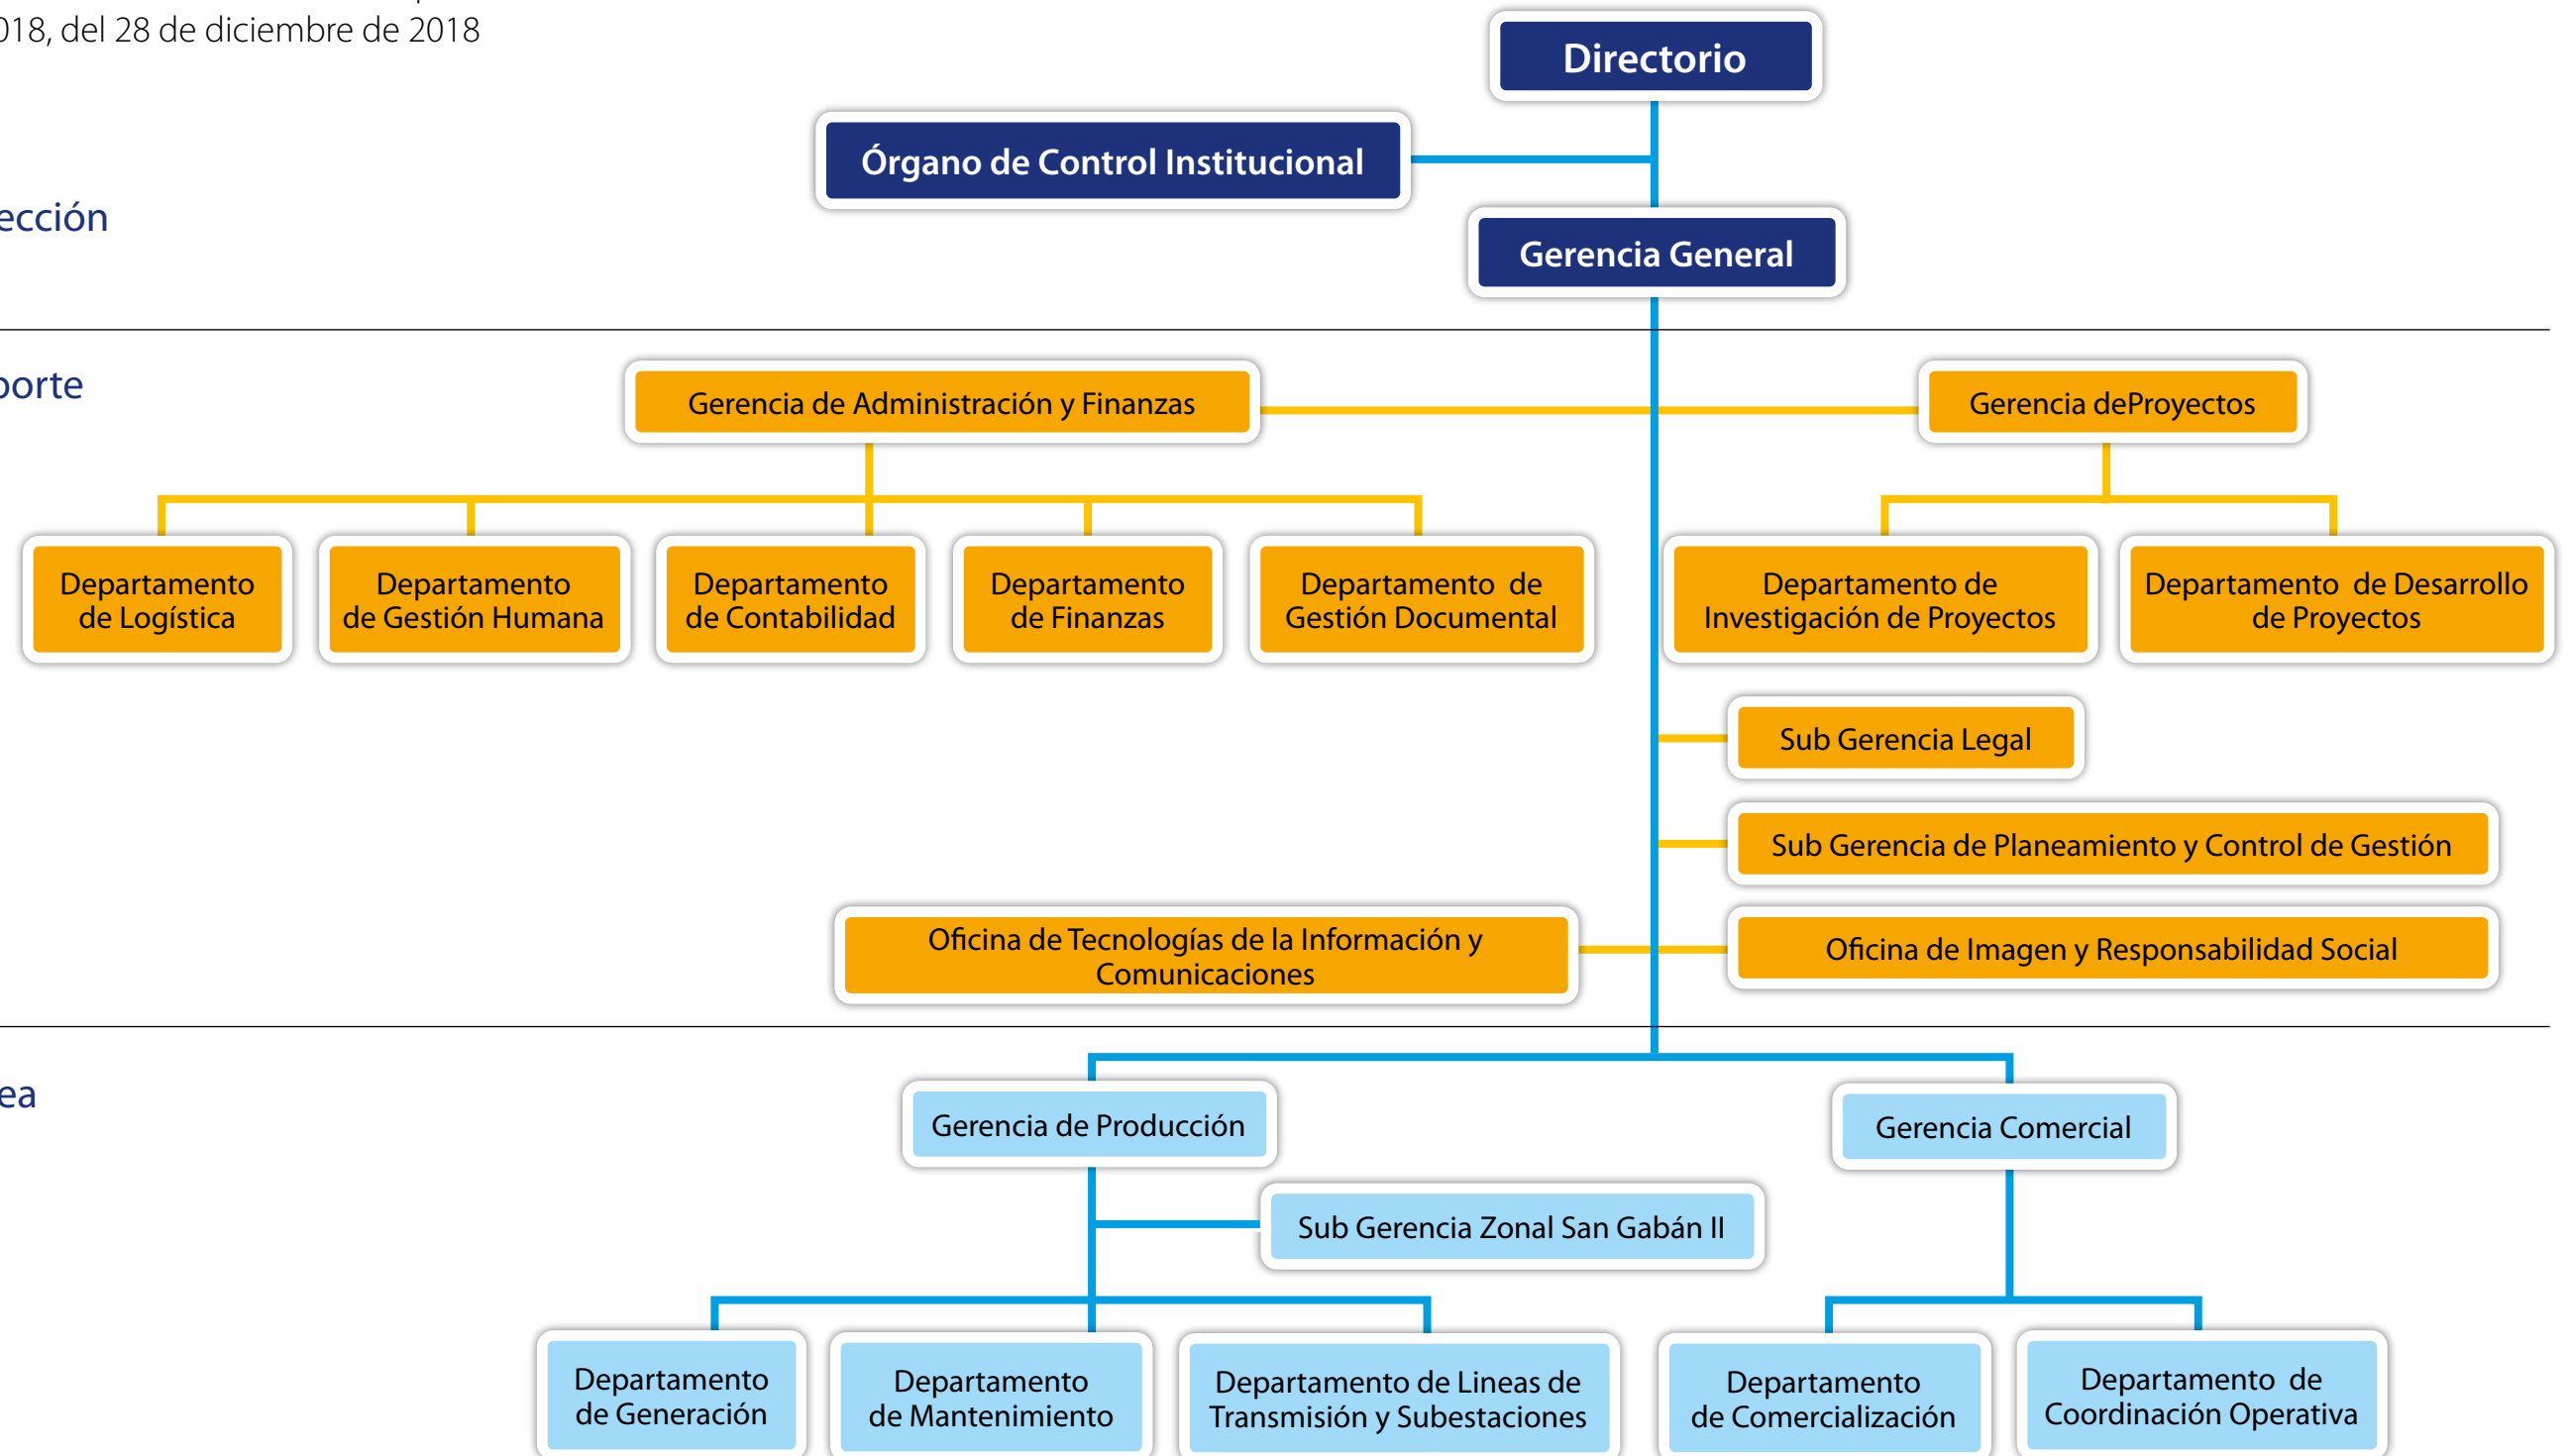 018, del 28 de diciembre de 2018
Directorio
Órgano de Control Institucional
ección
Gerencia General
porte
Gerencia de Administración y Finanzas
Gerencia deProyectos
Departamento
de Logística
Departamento
de Gestión Humana
Departamento
de Contabilidad
Departamento
de Finanzas
Departamento de
Gestión Documental
Departamento de
Investigación de Proyectos
Departamento de Desarrollo
de Proyectos
Sub Gerencia Legal
Sub Gerencia de Planeamiento y Control de Gestión
Oficina de Tecnologías de la Información y
Comunicaciones
Oficina de Imagen y Responsabilidad Social
ea
Gerencia de Producción
Gerencia Comercial
Sub Gerencia Zonal San Gabán II
Departamento
de Generación
Departamento
de Mantenimiento
Departamento de Lineas de
Transmisión y Subestaciones
Departamento
de Comercialización
Departamento de
Coordinación Operativa